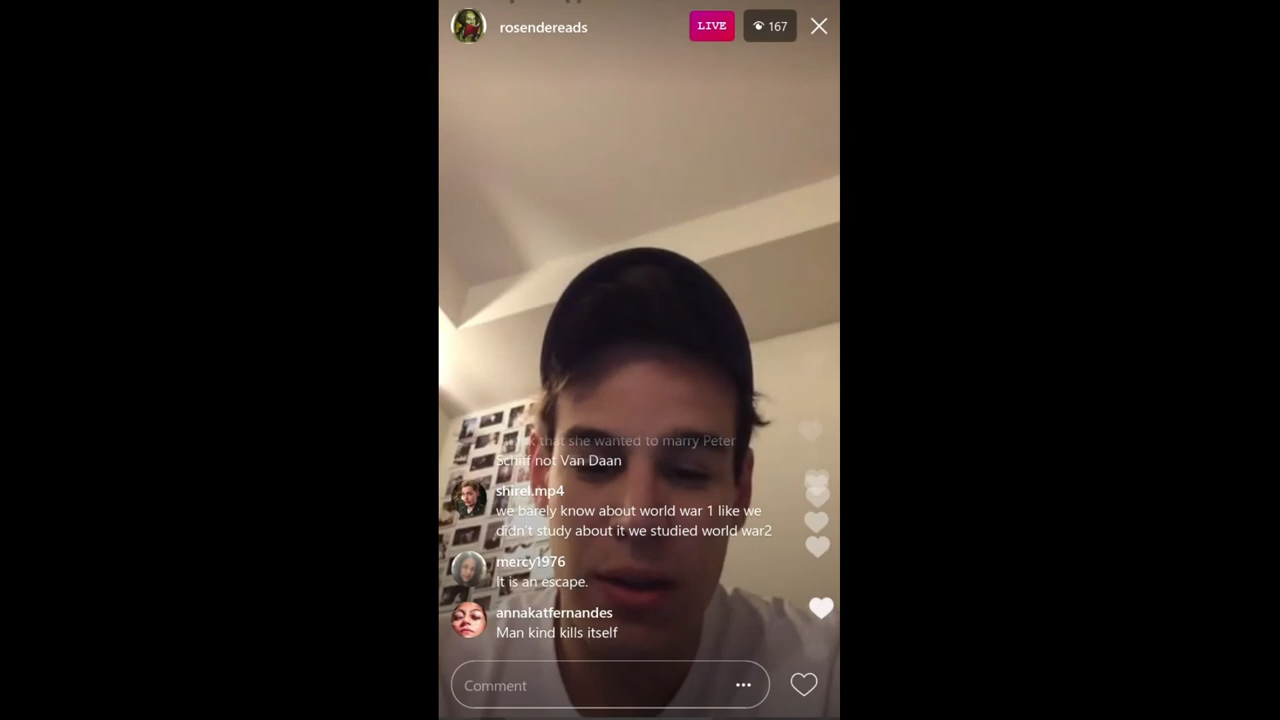 rosendereads
LIVE
167
that she wanted to marry Peter
Schiff not Van Daan
shirel.mp4
we barely know about world war 1 like we
didn't study about it we studied world war2
mercy1976
It is an escape.
annakatfernandes
Man kind kills itself
Comment